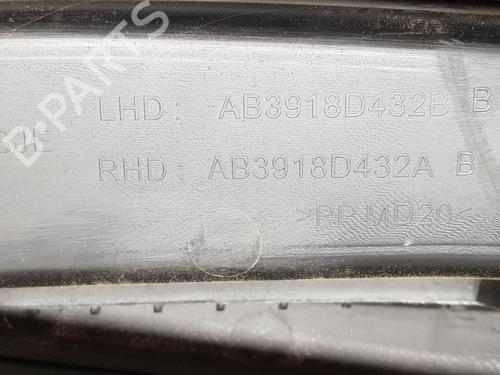 B-PARTS
LHD: AB3918D432B B
RHD: AB3918D432A B
>PP MD20<